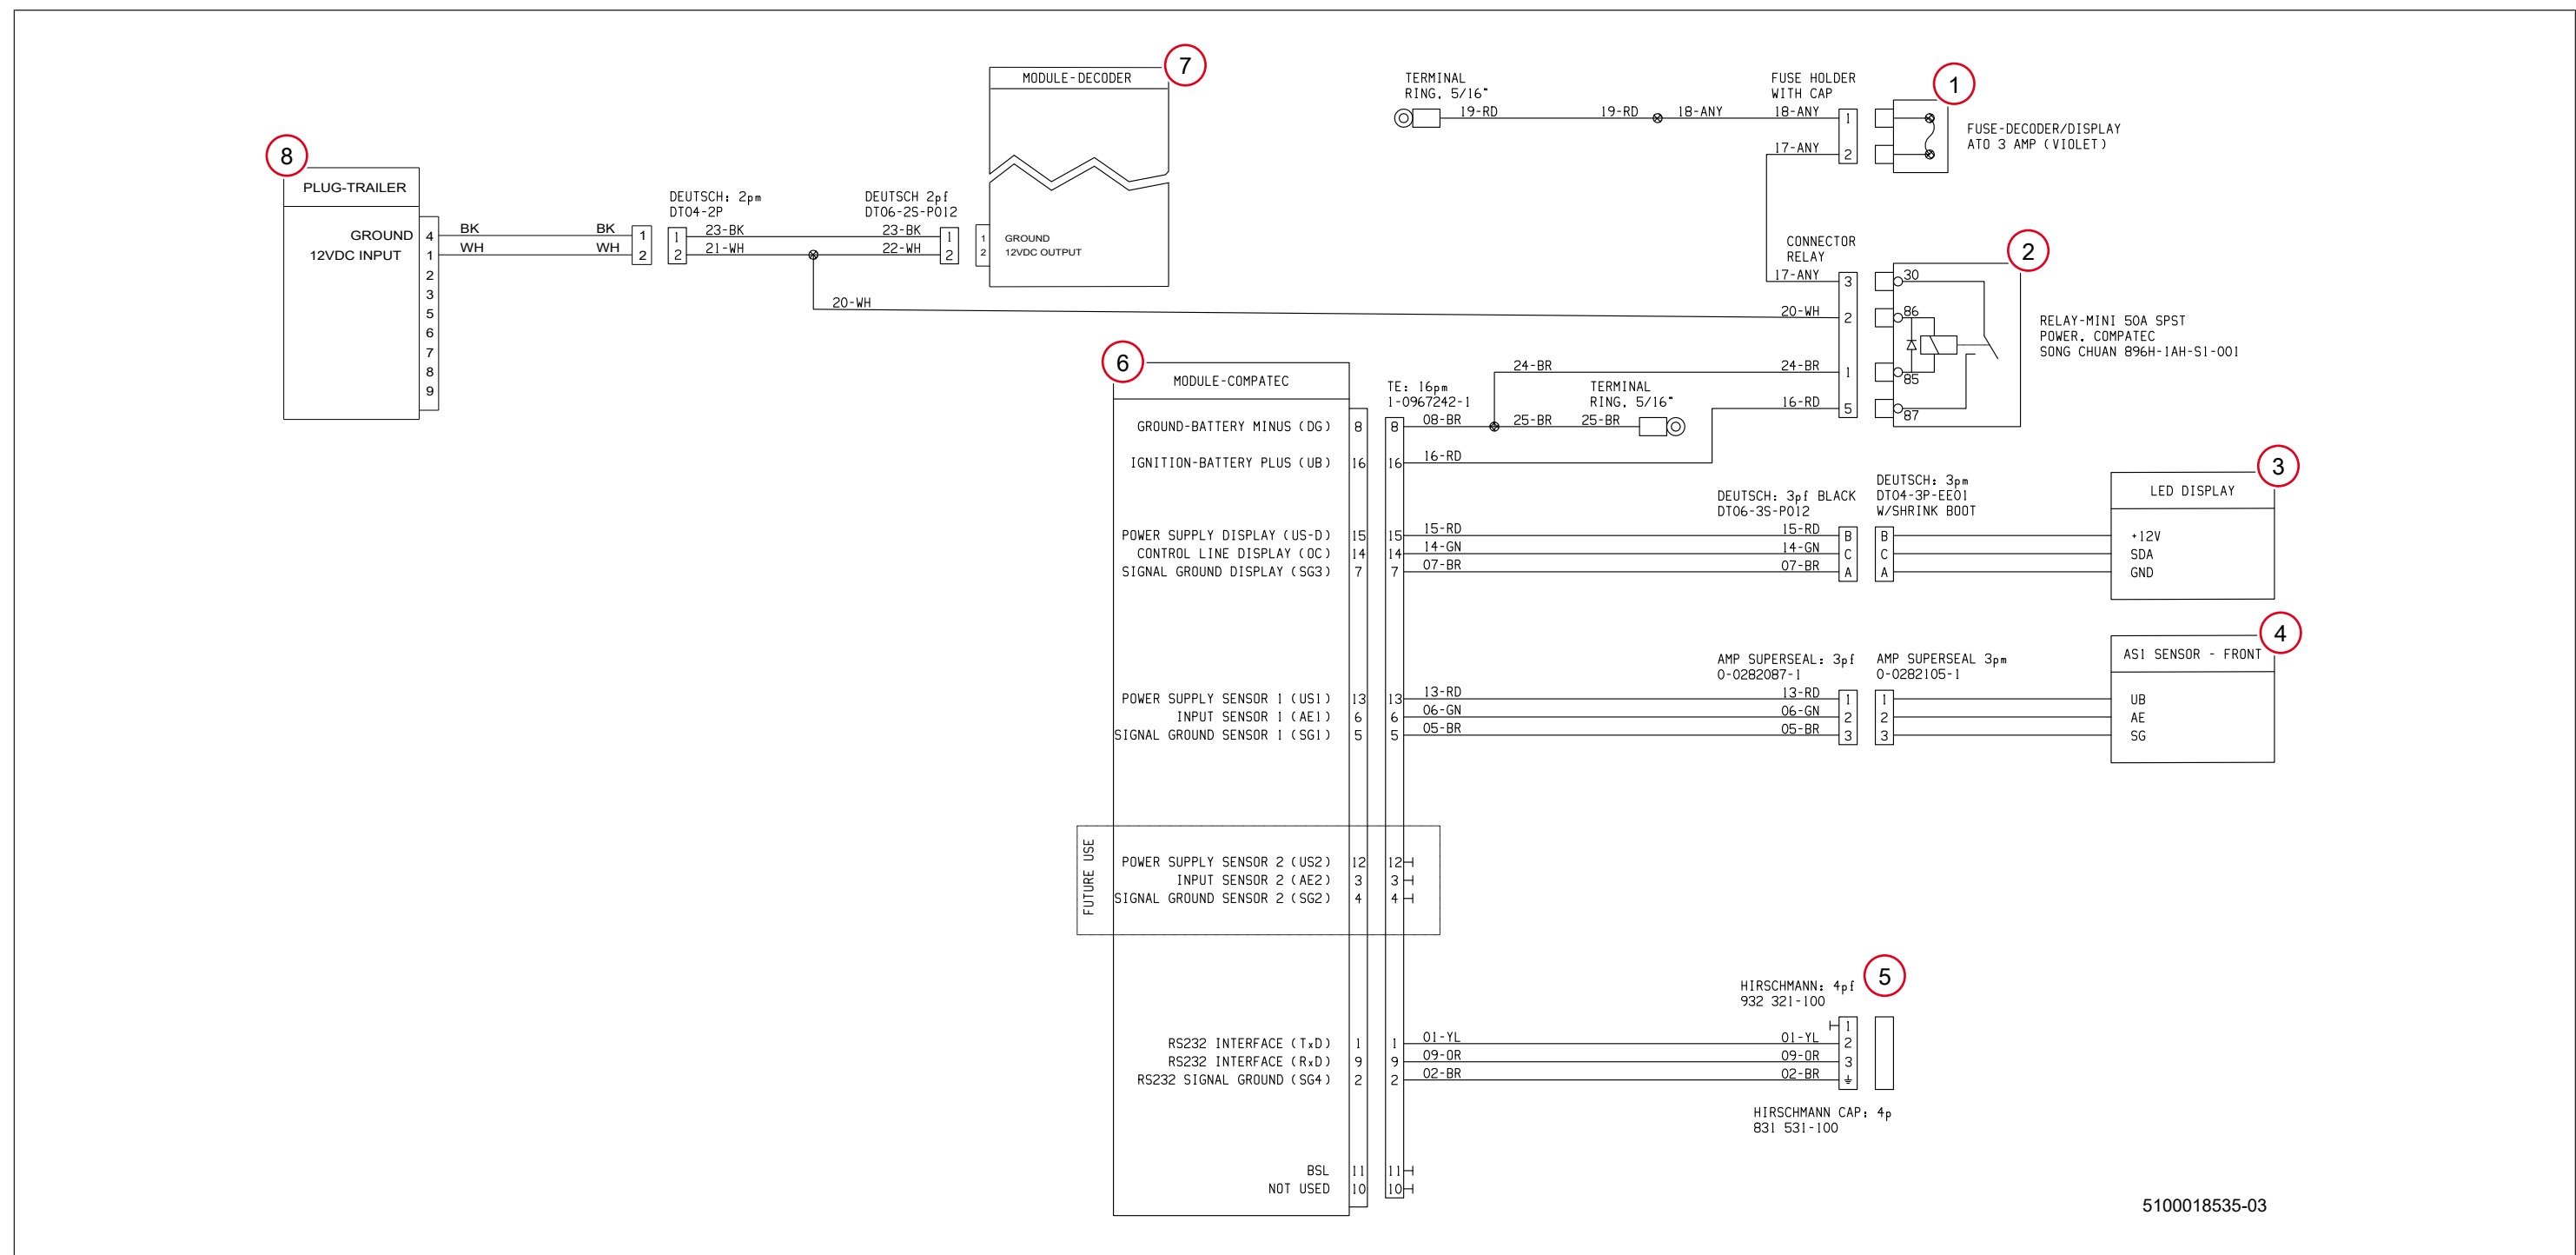 7
MODULE-DECODER
1
GROUND
2
12VDC OUTPUT
8
PLUG-TRAILER
GROUND
4
12VDC INPUT
1
2
3
5
6
7
8
9
BK
BK
1
WH
WH
2
DEUTSCH: 2pm
DT04-2P
1
23-BK
23-BK
1
2
21-WH
22-WH
2
DEUTSCH 2pf
DT06-2S-P012
20-WH
TERMINAL
RING, 5/16"
19-RD
19-RD
18-ANY
18-ANY
1
17-ANY
2
FUSE HOLDER
WITH CAP
1
FUSE-DECODER/DISPLAY
ATO 3 AMP (VIOLET)
CONNECTOR
RELAY
17-ANY
3
20-WH
2
24-BR
24-BR
1
16-RD
5
2
30
86
85
87
RELAY-MINI 50A SPST
POWER, COMPATEC
SONG CHUAN 896H-1AH-S1-001
6
MODULE-COMPATEC
TE: 16pm
1-0967242-1
TERMINAL
RING, 5/16"
GROUND-BATTERY MINUS (DG)
8
8
08-BR
25-BR
25-BR
IGNITION-BATTERY PLUS (UB)
16
16
16-RD
DEUTSCH: 3pf BLACK
DT06-3S-P012
DEUTSCH: 3pm
DT04-3P-EE01
W/SHRINK BOOT
3
LED DISPLAY
POWER SUPPLY DISPLAY (US-D)
15
15
15-RD
15-RD
B
B
+12V
CONTROL LINE DISPLAY (OC)
14
14
14-GN
14-GN
C
C
SDA
SIGNAL GROUND DISPLAY (SG3)
7
7
07-BR
07-BR
A
A
GND
AMP SUPERSEAL: 3pf
0-0282087-1
AMP SUPERSEAL 3pm
0-0282105-1
4
AS1 SENSOR - FRONT
POWER SUPPLY SENSOR 1 (US1)
13
13
13-RD
13-RD
1
1
UB
INPUT SENSOR 1 (AE1)
6
6
06-GN
06-GN
2
2
AE
SIGNAL GROUND SENSOR 1 (SG1)
5
5
05-BR
05-BR
3
3
SG
FUTURE USE
POWER SUPPLY SENSOR 2 (US2)
12
12
INPUT SENSOR 2 (AE2)
3
3
SIGNAL GROUND SENSOR 2 (SG2)
4
4
HIRSCHMANN: 4pf
932 321-100
5
1
RS232 INTERFACE (TxD)
1
1
01-YL
01-YL
2
RS232 INTERFACE (RxD)
9
9
09-OR
09-OR
3
RS232 SIGNAL GROUND (SG4)
2
2
02-BR
02-BR
HIRSCHMANN CAP: 4p
831 531-100
BSL
11
11
NOT USED
10
10
5100018535-03